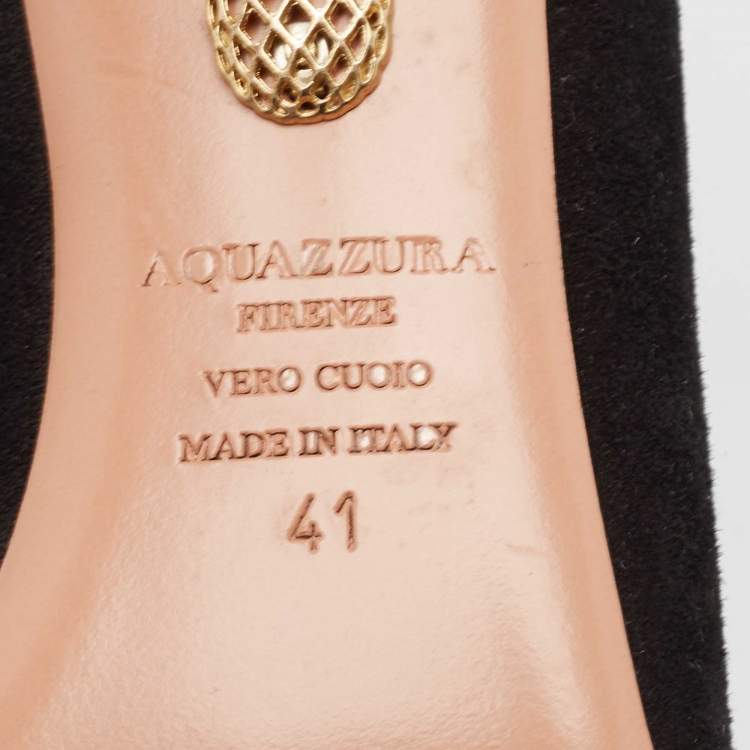 AQUAZZURA
FIRENZE
VERO CUOIO
MADE IN ITALY
41